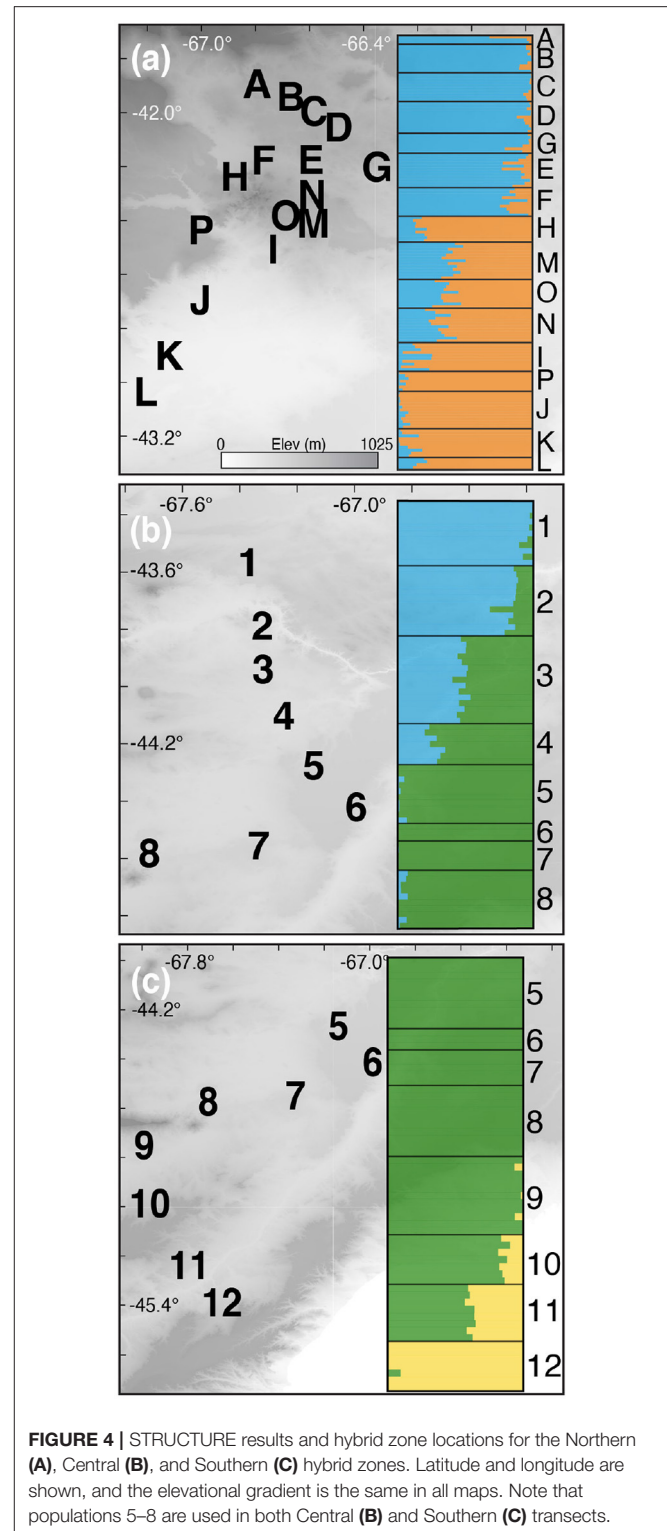 (a)
-67.0°
-66.4°
-42.0°
-43.2°
A
B
C
D
E
F
G
H
N
O
M
P
I
J
K
L
0 Elev (m) 1025
A
B
C
D
G
E
F
H
M
O
N
I
P
J
K
L
(b)
-67.6°
-67.0°
-43.6°
-44.2°
1
2
3
4
5
6
7
8
1
2
3
4
5
6
7
8
(c)
-67.8°
-67.0°
-44.2°
-45.4°
5
6
7
8
9
10
11
12
5
6
7
8
9
10
11
12
FIGURE 4 | STRUCTURE results and hybrid zone locations for the Northern
(A), Central (B), and Southern (C) hybrid zones. Latitude and longitude are
shown, and the elevational gradient is the same in all maps. Note that
populations 5–8 are used in both Central (B) and Southern (C) transects.